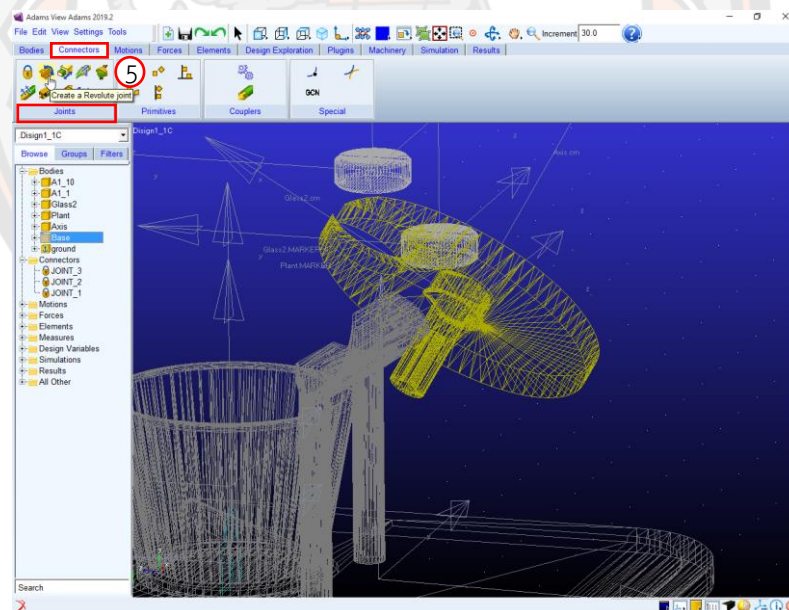 Adams View Adams 2019.2
File Edit View Settings Tools
Increment 30.0
Bodies Connectors Motions Forces Elements Design Exploration Plugins Machinery Simulation Results
5
GCN
Create a Revolute joint
Joints Primitives Couplers Special
.Disign1_1C
Browse Groups Filters
Bodies
A1_10
A1_1
Glass2
Plant
Axis
Base
ground
Connectors
JOINT_3
JOINT_2
JOINT_1
Motions
Forces
Elements
Measures
Design Variables
Simulations
Results
All Other
Search
Disign1_1C
z
Axis.cm
y
x
Glass2.cm
Glass2.MARKER
y
Plant.MARK
z